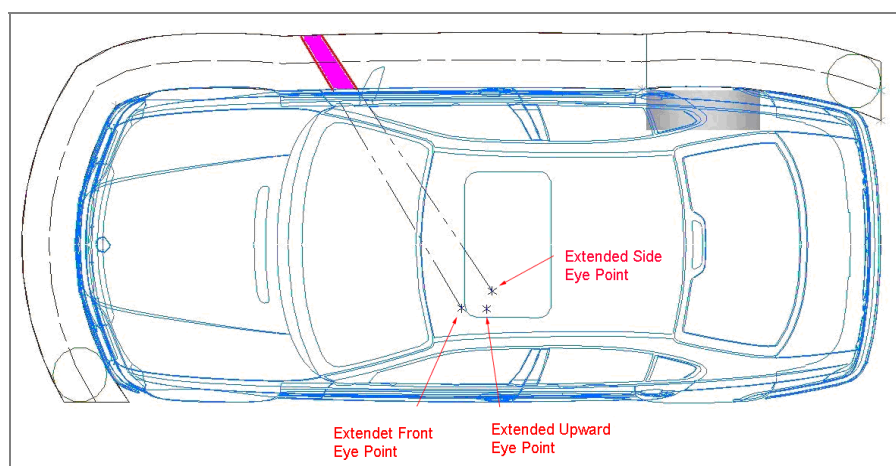 Extended Side
Eye Point
Extendet Front
Eye Point
Extended Upward
Eye Point